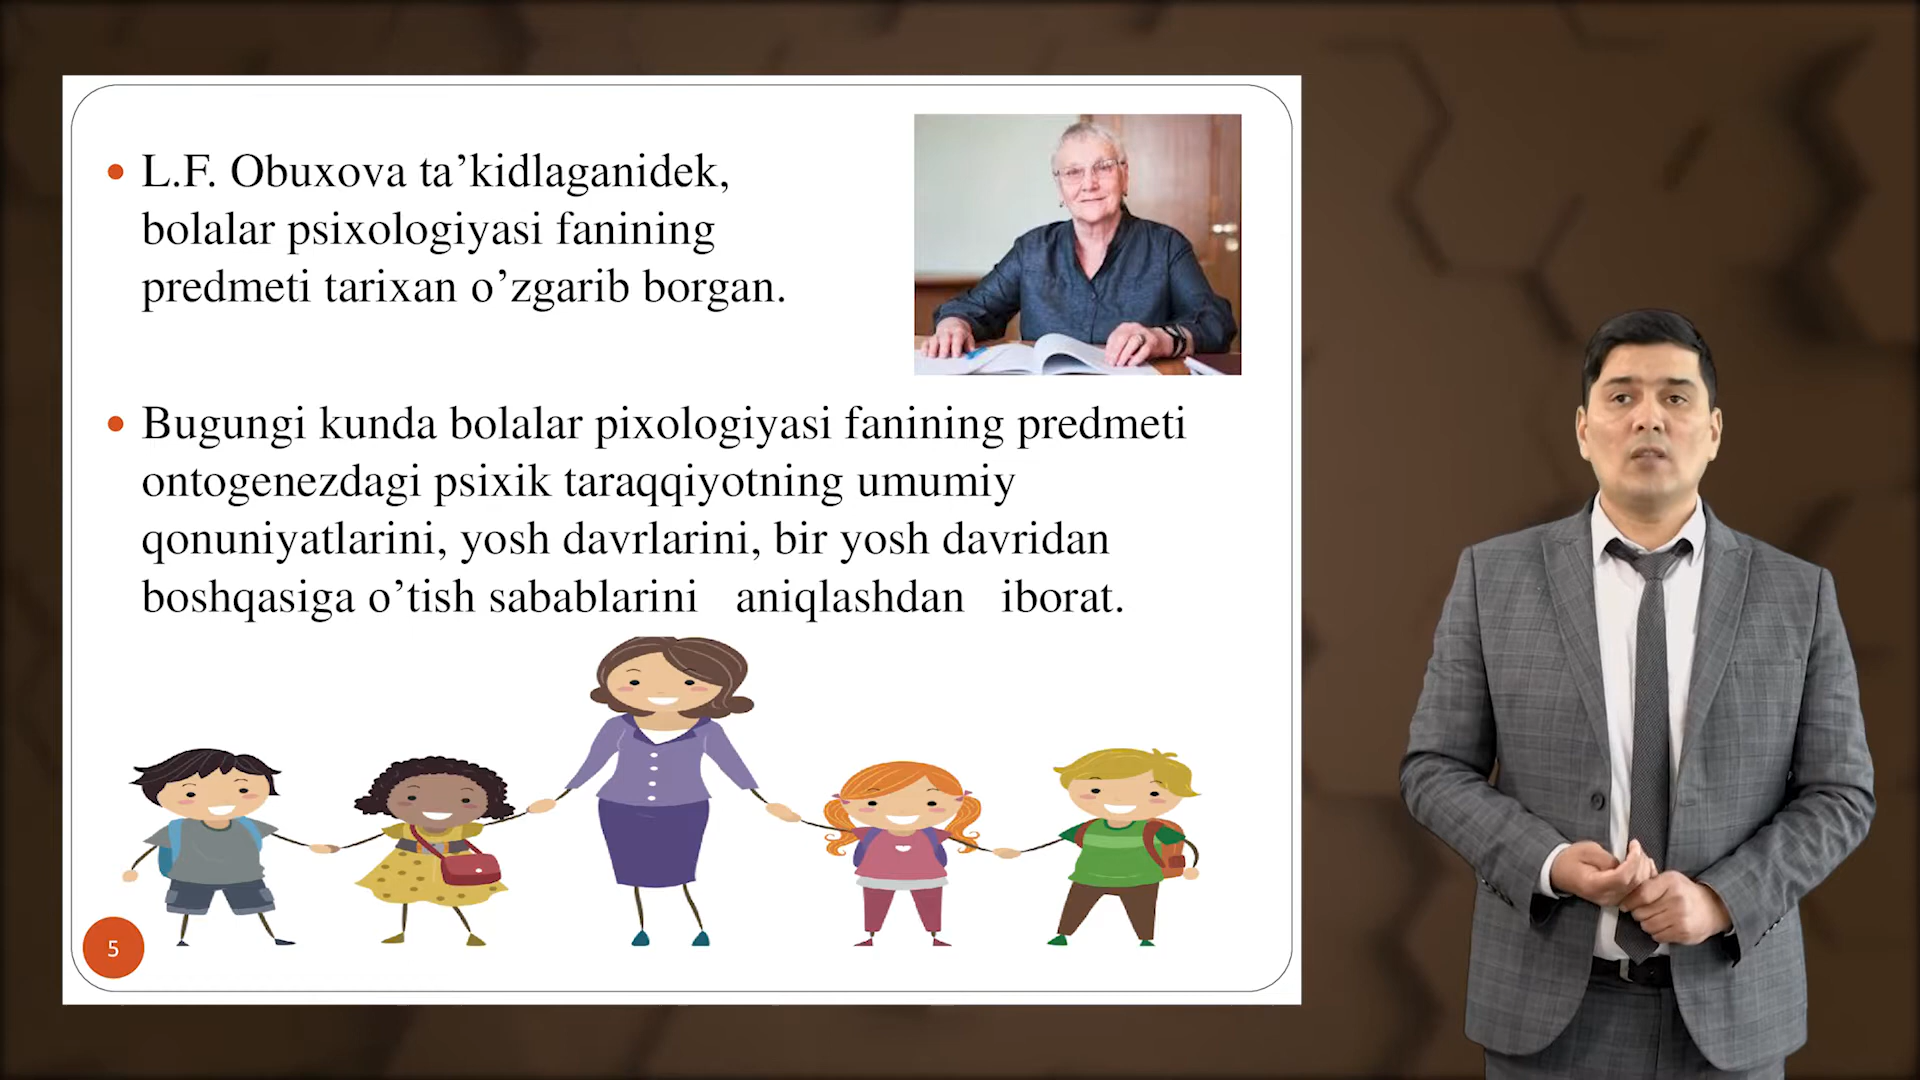 L.F. Obuxova ta’kidlaganidek,
bolalar psixologiyasi fanining
predmeti tarixan o’zgarib borgan.
Bugungi kunda bolalar pixologiyasi fanining predmeti
ontogenezdagi psixik taraqqiyotning umumiy
qonuniyatlarini, yosh davrlarini, bir yosh davridan
boshqasiga o’tish sabablarini aniqlashdan iborat.
5